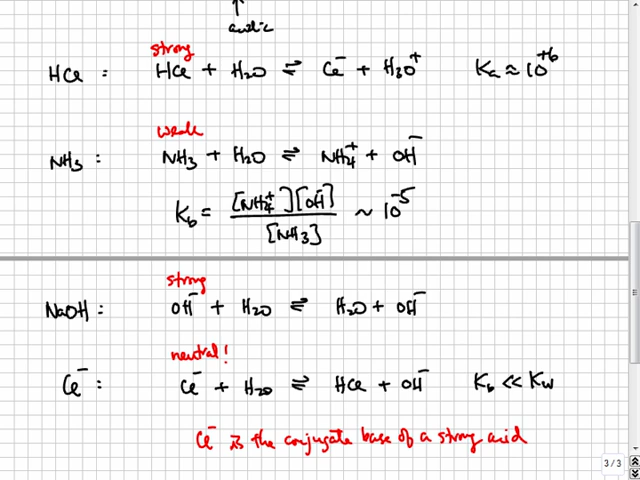 ↑
acidic
strong
HCl : HCl + H₂O ⇌ Cl⁻ + H₃O⁺ Ka ≈ 10⁺⁶
weak
NH₃ : NH₃ + H₂O ⇌ NH₄⁺ + OH⁻
Kb = [NH₄⁺][OH⁻] / [NH₃] ~ 10⁻⁵
strong
NaOH : OH⁻ + H₂O ⇌ H₂O + OH⁻
neutral!
Cl⁻ : Cl⁻ + H₂O ⇌ HCl + OH⁻ Kb << Kw
Cl⁻ is the conjugate base of a strong acid
3 / 3